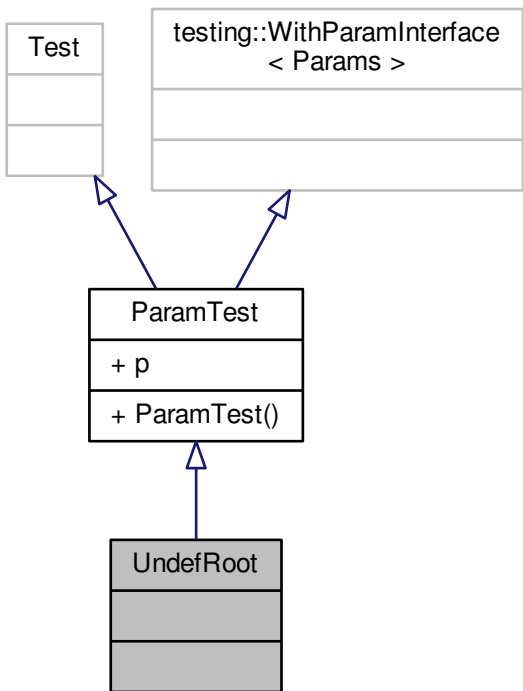 Test
testing::WithParamInterface
< Params >
ParamTest
+ p
+ ParamTest()
UndefRoot